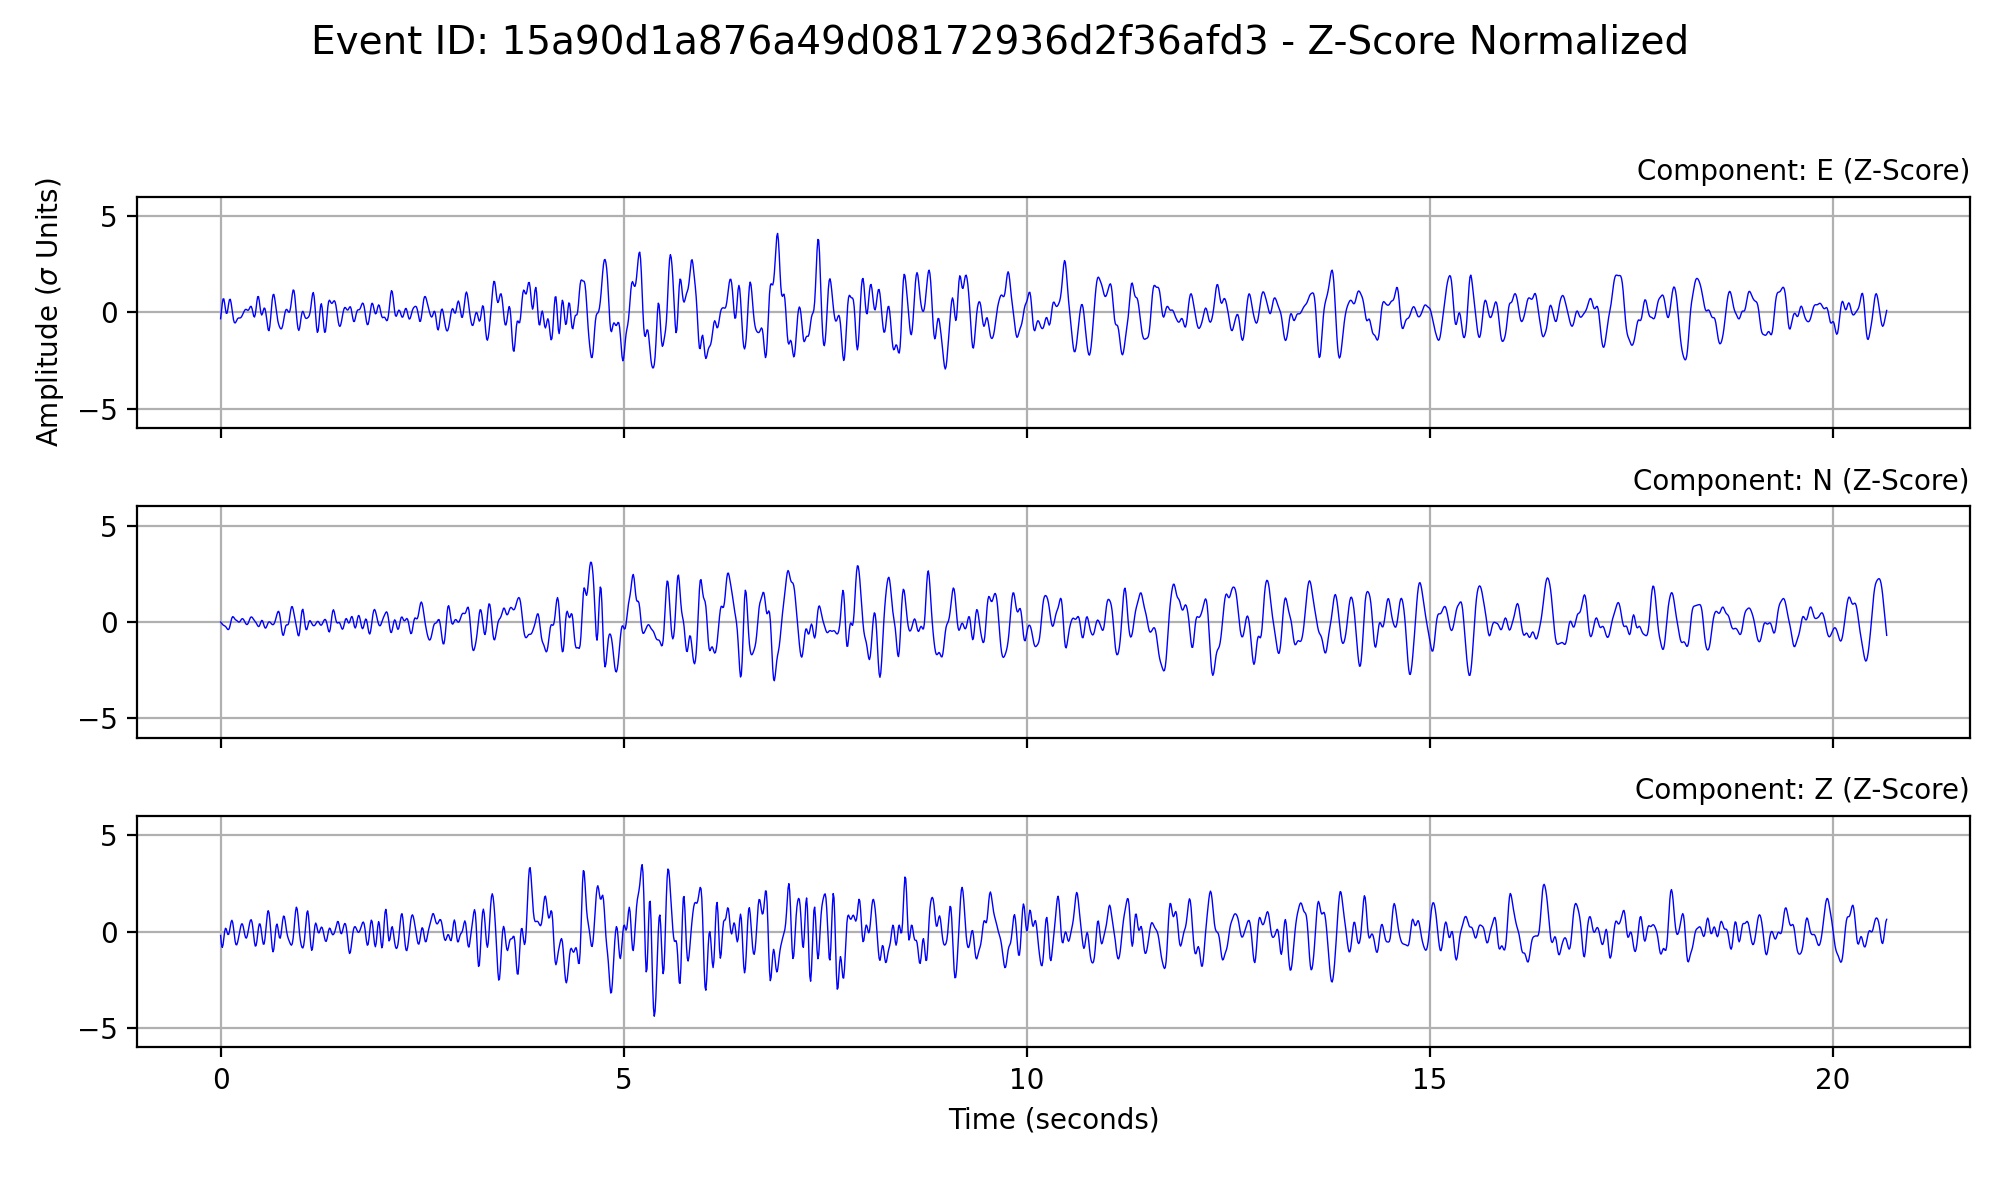 Event ID: 15a90d1a876a49d08172936d2f36afd3 - Z-Score Normalized
Component: E (Z-Score)
Amplitude (σ Units)
5
0
−5
Component: N (Z-Score)
5
0
−5
Component: Z (Z-Score)
5
0
−5
0 5 10 15 20
Time (seconds)